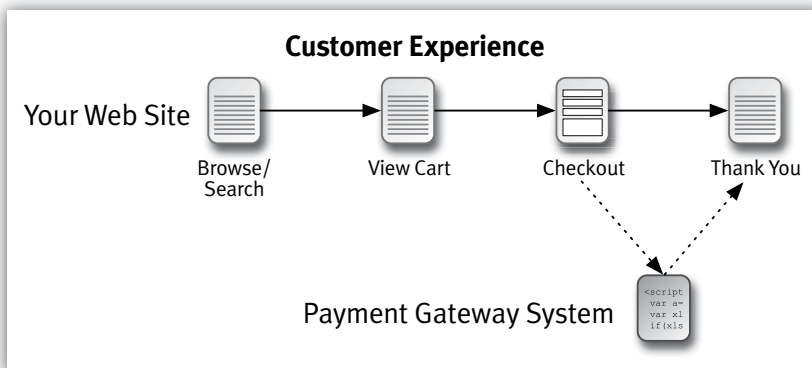 Customer Experience
Your Web Site
Browse/
Search
View Cart
Checkout
Thank You
Payment Gateway System
<script
var a=
var xl
if(xls